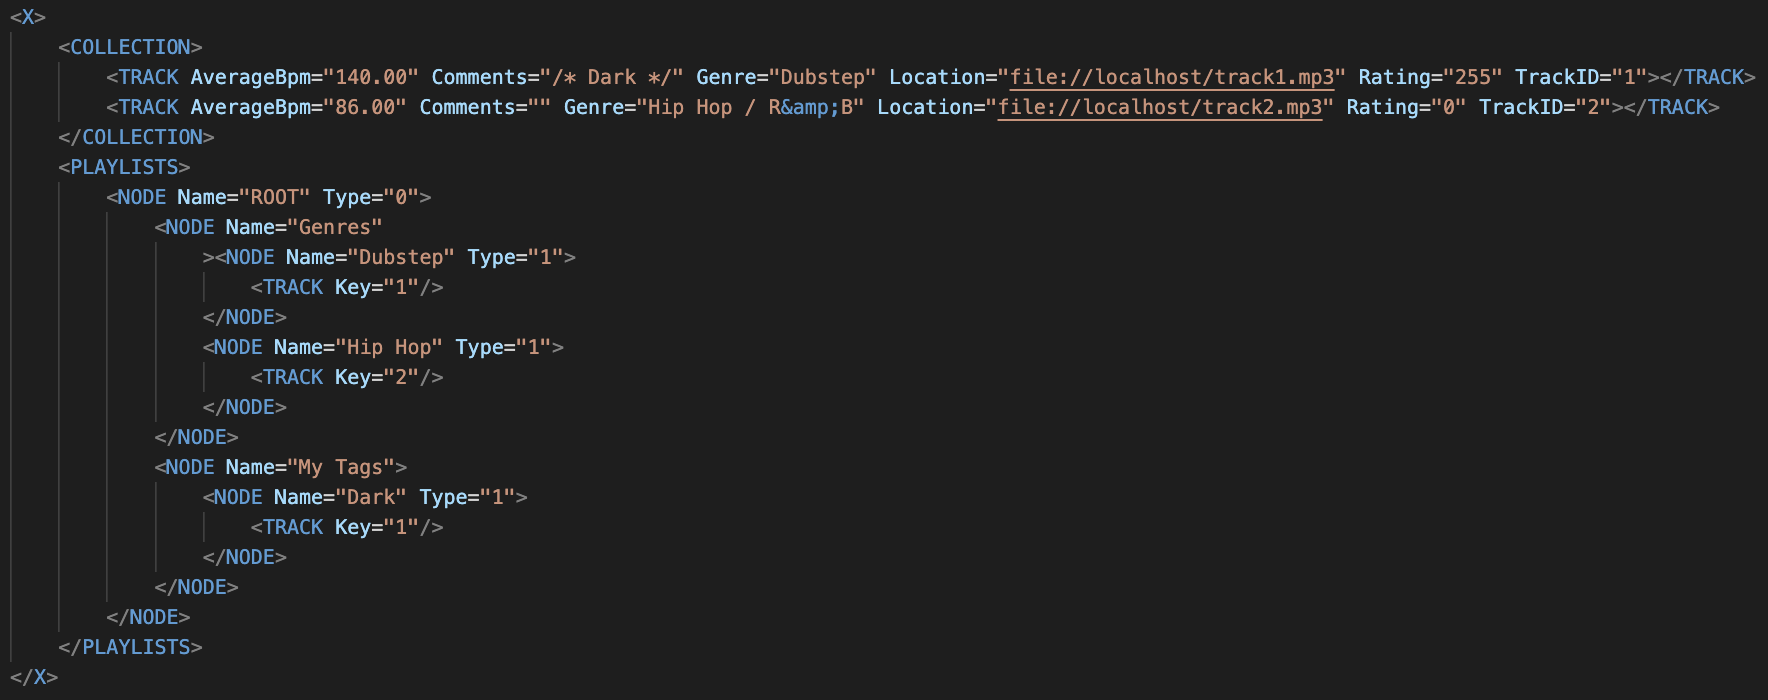 <X>
    <COLLECTION>
        <TRACK AverageBpm="140.00" Comments="/* Dark */" Genre="Dubstep" Location="file://localhost/track1.mp3" Rating="255" TrackID="1"></TRACK>
        <TRACK AverageBpm="86.00" Comments="" Genre="Hip Hop / R&amp;B" Location="file://localhost/track2.mp3" Rating="0" TrackID="2"></TRACK>
    </COLLECTION>
    <PLAYLISTS>
        <NODE Name="ROOT" Type="0">
            <NODE Name="Genres"
                ><NODE Name="Dubstep" Type="1">
                    <TRACK Key="1"/>
                </NODE>
                <NODE Name="Hip Hop" Type="1">
                    <TRACK Key="2"/>
                </NODE>
            </NODE>
            <NODE Name="My Tags">
                <NODE Name="Dark" Type="1">
                    <TRACK Key="1"/>
                </NODE>
            </NODE>
        </NODE>
    </PLAYLISTS>
</X>